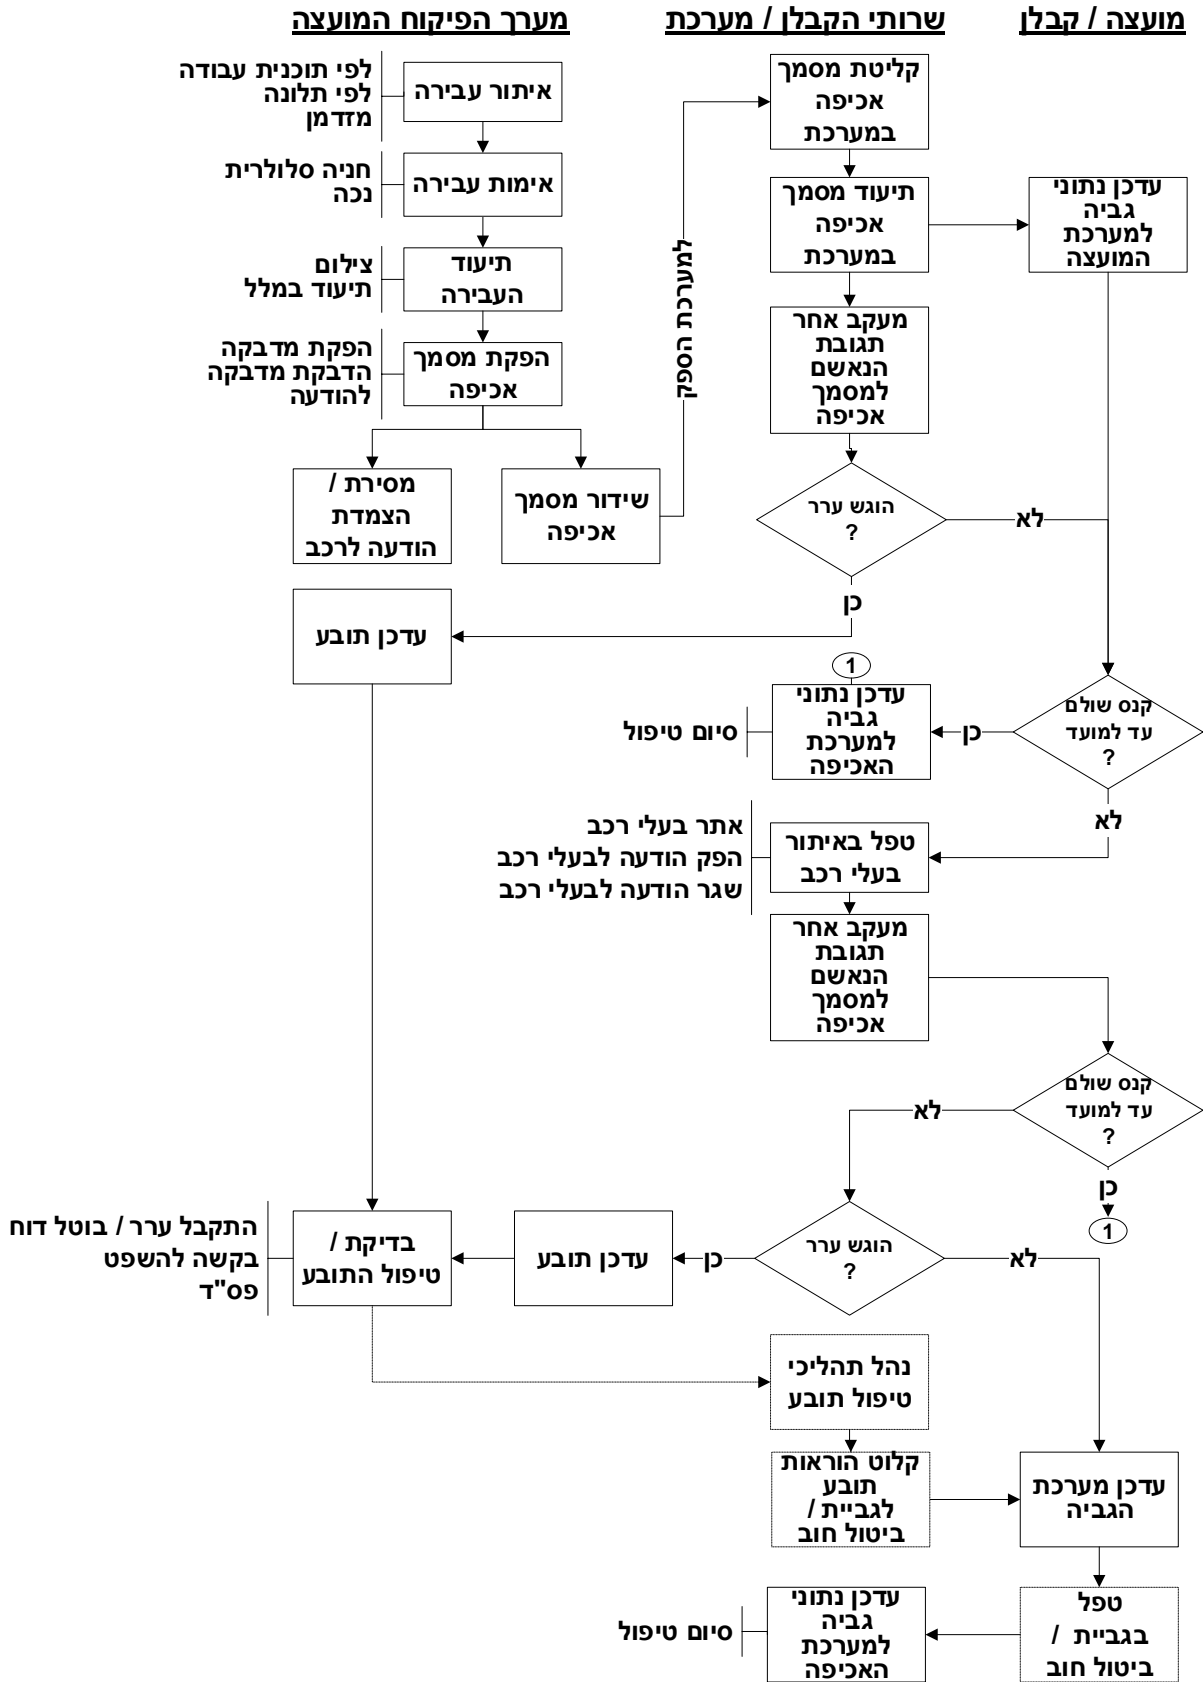 מועצה / קבלן
שרותי הקבלן / מערכת
מערך הפיקוח המועצה
איתור עבירה
לפי תוכנית עבודה
לפי תלונה
מזדמן
אימות עבירה
חניה סלולרית
נכה
תיעוד
העבירה
צילום
תיעוד במלל
הפקת מסמך
אכיפה
הפקת מדבקה
הדבקת מדבקה
להודעה
מסירת /
הצמדת
הודעה לרכב
שידור מסמך
אכיפה
למערכת הספק
קליטת מסמך
אכיפה
במערכת
תיעוד מסמך
אכיפה
במערכת
עדכן נתוני
גביה
למערכת
המועצה
מעקב אחר
תגובת
הנאשם
למסמך
אכיפה
הוגש ערר
?
לא
כן
עדכן תובע
1
קנס שולם
עד למועד
?
כן
עדכן נתוני
גביה
למערכת
האכיפה
סיום טיפול
לא
טפל באיתור
בעלי רכב
אתר בעלי רכב
הפק הודעה לבעלי רכב
שגר הודעה לבעלי רכב
מעקב אחר
תגובת
הנאשם
למסמך
אכיפה
קנס שולם
עד למועד
?
לא
כן
1
הוגש ערר
?
לא
כן
עדכן תובע
בדיקת /
טיפול התובע
התקבל ערר / בוטל דוח
בקשה להשפט
פס"ד
נהל תהליכי
טיפול תובע
קלוט הוראות
תובע
לגביית /
ביטול חוב
עדכן מערכת
הגביה
טפל
בגביית /
ביטול חוב
עדכן נתוני
גביה
למערכת
האכיפה
סיום טיפול